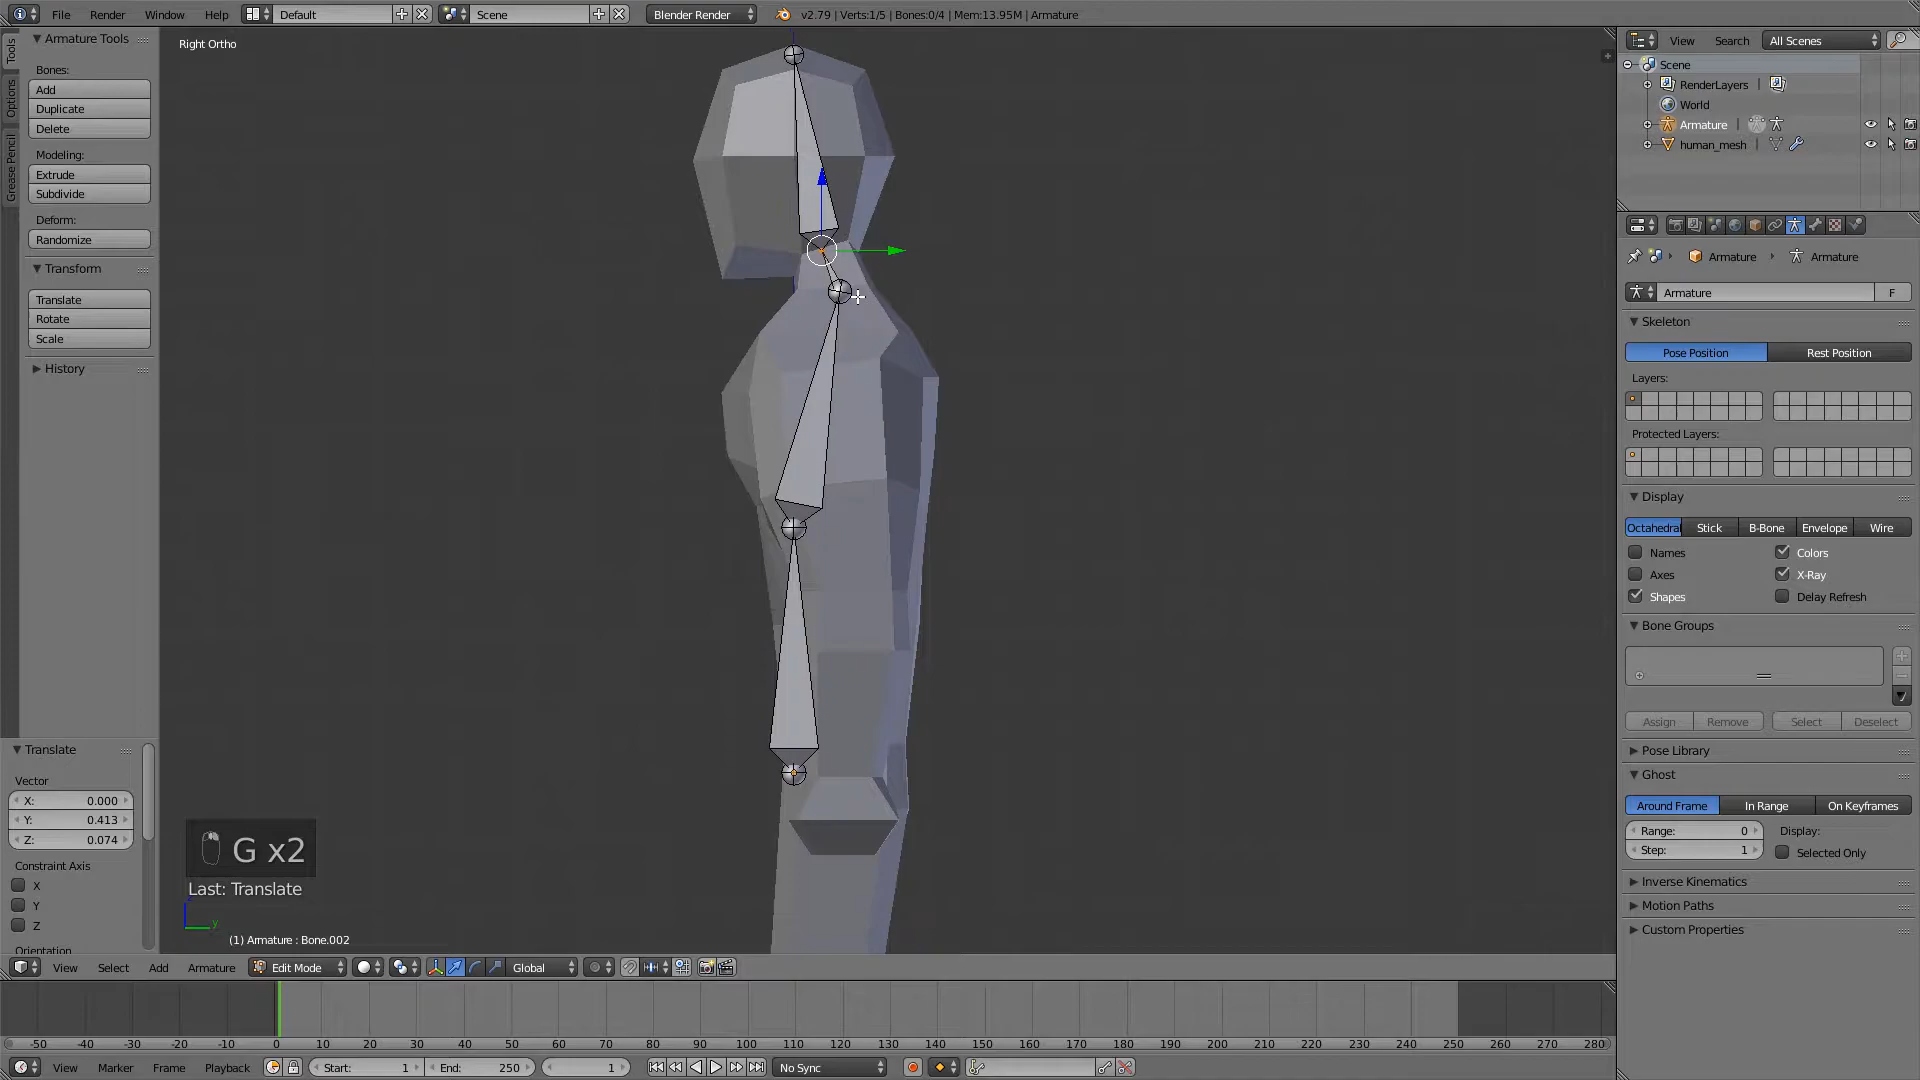 File Render Window Help Default Scene Blender Render v2.79 | Verts:1/5 | Bones:0/4 | Mem:13.95M | Armature
Tools
Options
Grease Pencil
Armature Tools
Bones:
Add
Duplicate
Delete
Modeling:
Extrude
Subdivide
Deform:
Randomize
Transform
Translate
Rotate
Scale
History
Translate
Vector
X: 0.000
Y: 0.413
Z: 0.074
Constraint Axis
X
Y
Z
Orientation
Right Ortho
G x2
Last: Translate
y
(1) Armature : Bone.002
View Search All Scenes
Scene
RenderLayers
World
Armature
human_mesh
Armature Armature
Armature F
Skeleton
Pose Position Rest Position
Layers:
Protected Layers:
Display
Octahedral Stick B-Bone Envelope Wire
Names Colors
Axes X-Ray
Shapes Delay Refresh
Bone Groups
Assign Remove Select Deselect
Pose Library
Ghost
Around Frame In Range On Keyframes
Range: 0 Display:
Step: 1 Selected Only
Inverse Kinematics
Motion Paths
Custom Properties
View Select Add Armature Edit Mode Global
-50 -40 -30 -20 -10 0 10 20 30 40 50 60 70 80 90 100 110 120 130 140 150 160 170 180 190 200 210 220 230 240 250 260 270 280
View Marker Frame Playback Start: 1 End: 250 1 No Sync